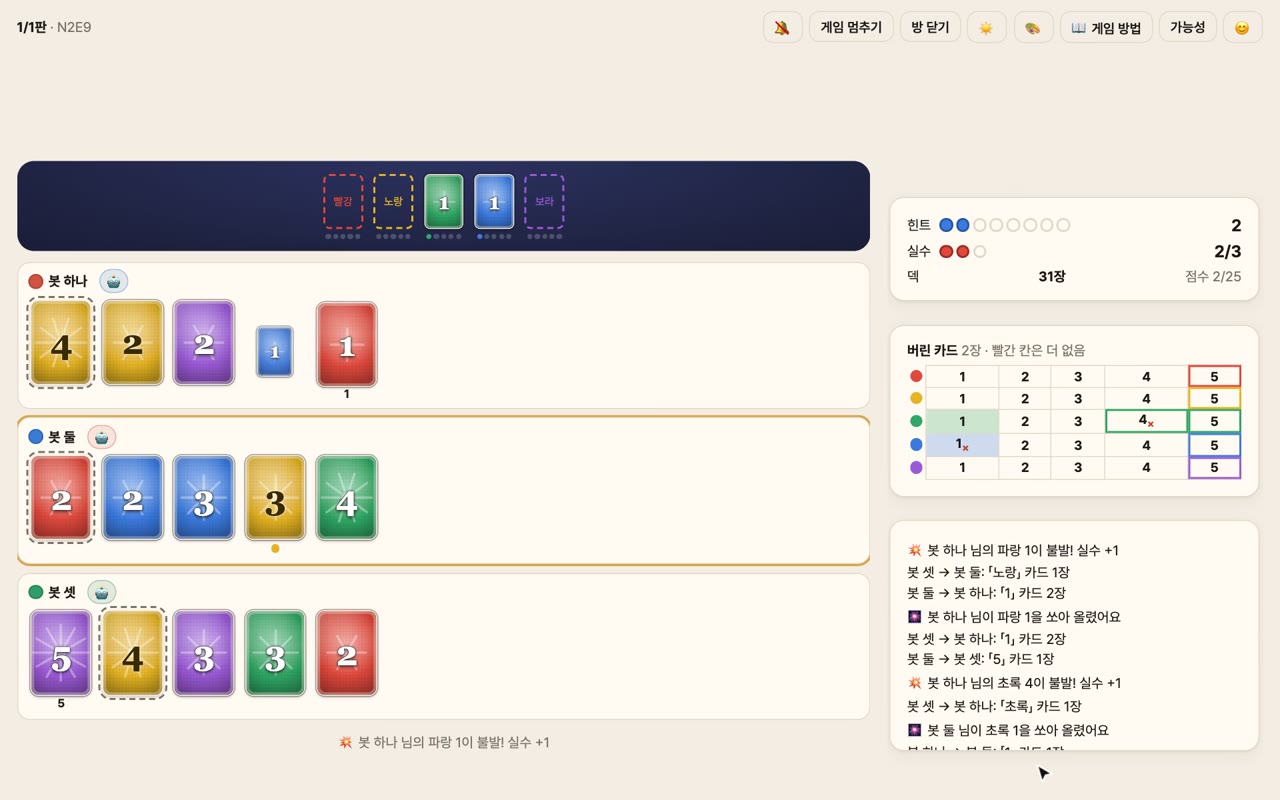 1/1판 · N2E9
게임 멈추기
방 닫기
게임 방법
가능성
빨강
노랑
1
1
보라
봇 하나
4
2
2
1
1
1
봇 둘
2
2
3
3
4
봇 셋
5
4
3
3
2
5
봇 하나 님의 파랑 1이 불발! 실수 +1
힌트 2
실수 2/3
덱 31장 점수 2/25
버린 카드 2장 · 빨간 칸은 더 없음
1 2 3 4 5
1 2 3 4 5
1 2 3 4× 5
1× 2 3 4 5
1 2 3 4 5
봇 하나 님의 파랑 1이 불발! 실수 +1
봇 셋 → 봇 둘: 「노랑」 카드 1장
봇 둘 → 봇 하나: 「1」 카드 2장
봇 하나 님이 파랑 1을 쏘아 올렸어요
봇 셋 → 봇 하나: 「1」 카드 2장
봇 둘 → 봇 셋: 「5」 카드 1장
봇 하나 님의 초록 4이 불발! 실수 +1
봇 셋 → 봇 하나: 「초록」 카드 1장
봇 둘 님이 초록 1을 쏘아 올렸어요